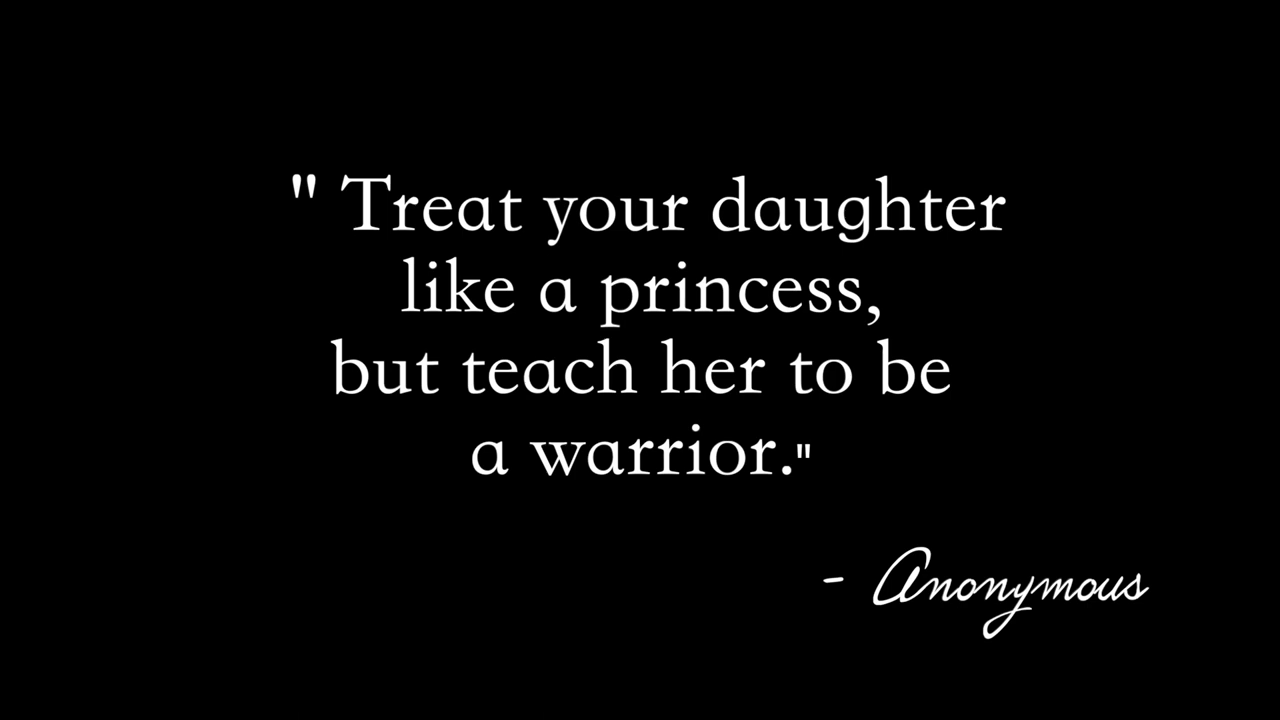 " Treat your daughter
like a princess,
but teach her to be
a warrior."
- Anonymous